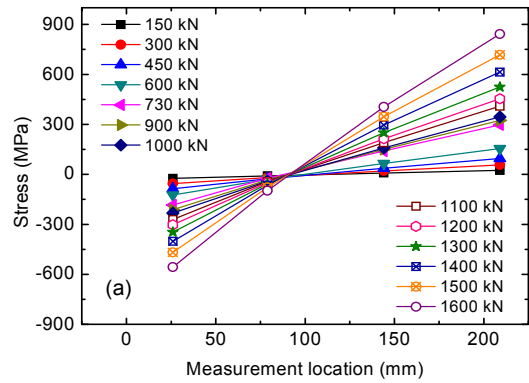 900
600
300
0
-300
-600
-900
Stress (MPa)
150 kN
300 kN
450 kN
600 kN
730 kN
900 kN
1000 kN
1100 kN
1200 kN
1300 kN
1400 kN
1500 kN
1600 kN
(a)
0 50 100 150 200
Measurement location (mm)